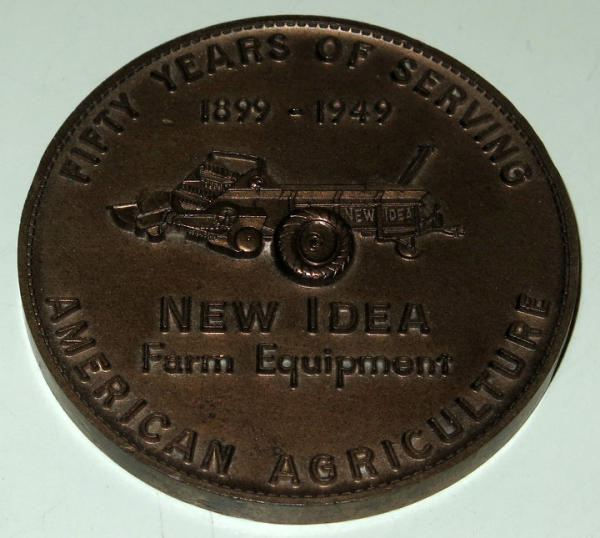 FIFTY YEARS OF SERVING
1899 - 1949
NEW IDEA
NEW IDEA
Farm Equipment
AMERICAN AGRICULTURE